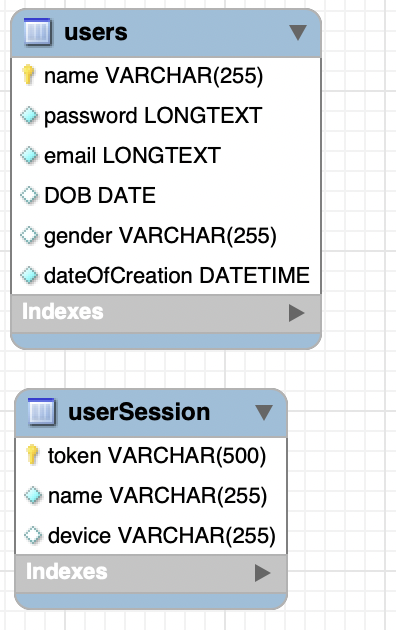 users
name VARCHAR(255)
password LONGTEXT
email LONGTEXT
DOB DATE
gender VARCHAR(255)
dateOfCreation DATETIME
Indexes
userSession
token VARCHAR(500)
name VARCHAR(255)
device VARCHAR(255)
Indexes